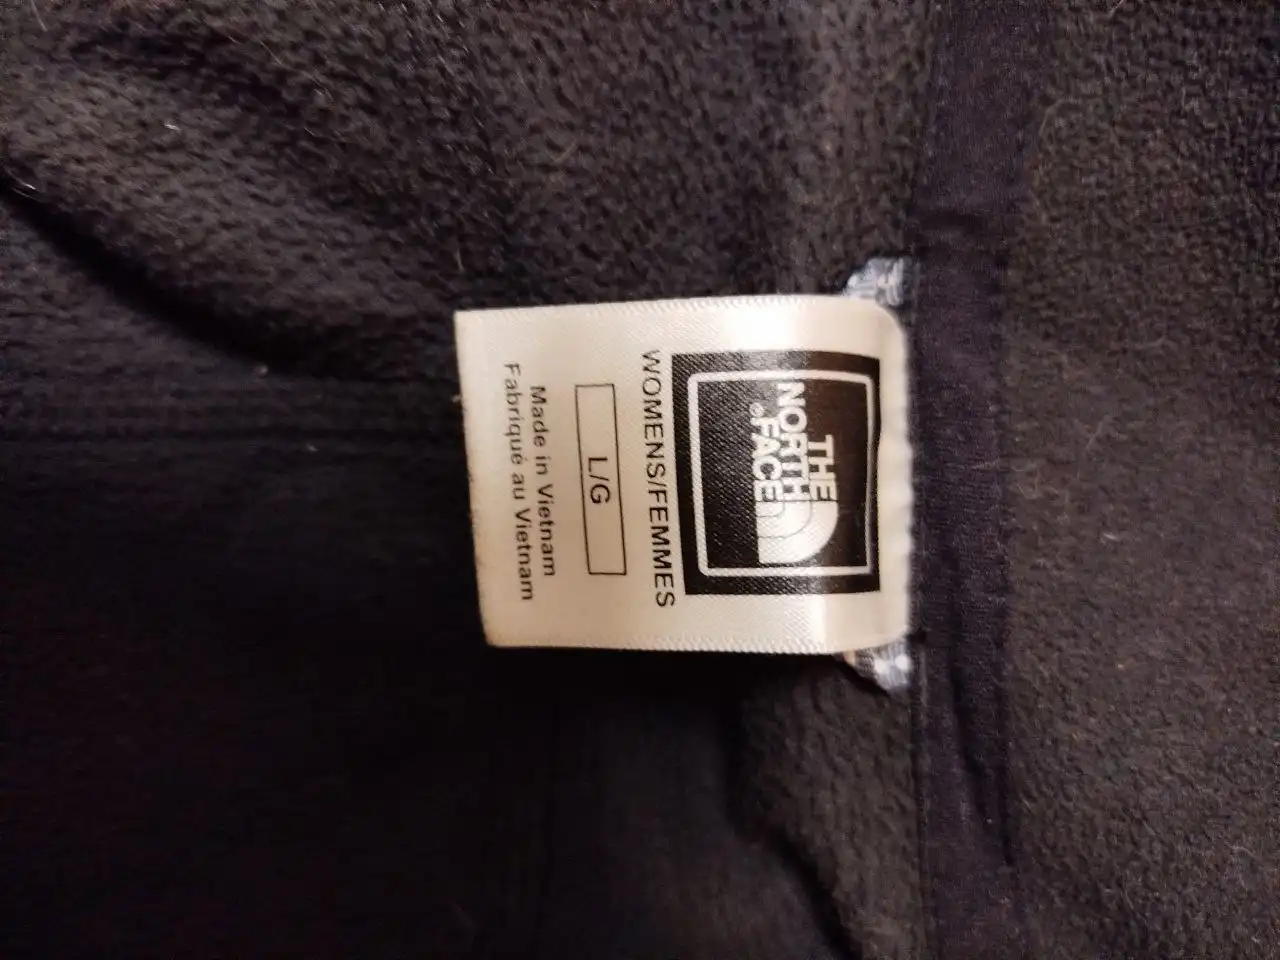 THE
NORTH
FACE®
WOMENS/FEMMES
L/G
Made in Vietnam
Fabriqué au Vietnam